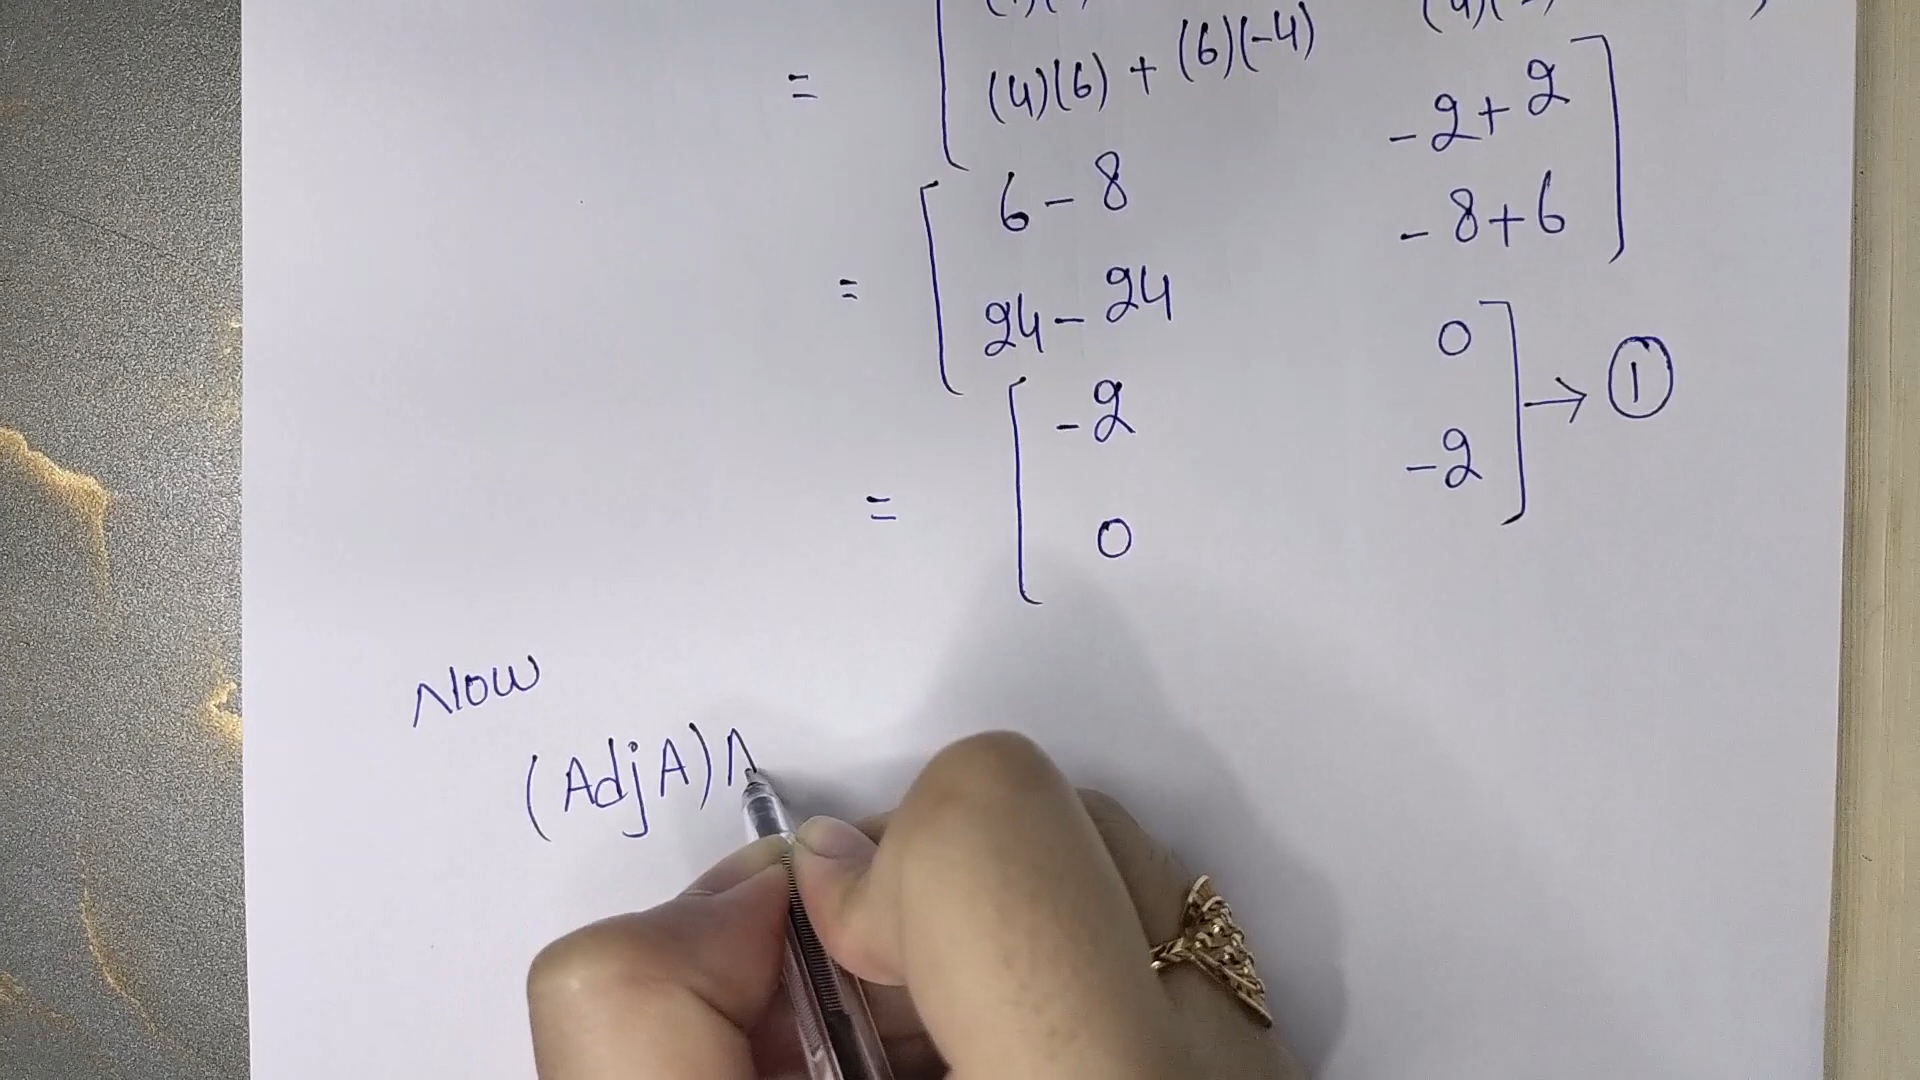 = (4)(6) + (6)(-4)
= [ 6 - 8 -2 + 2 ]
24 - 24 -8 + 6
= [ -2 0 ] → ①
0 -2
Now
(Adj A) A